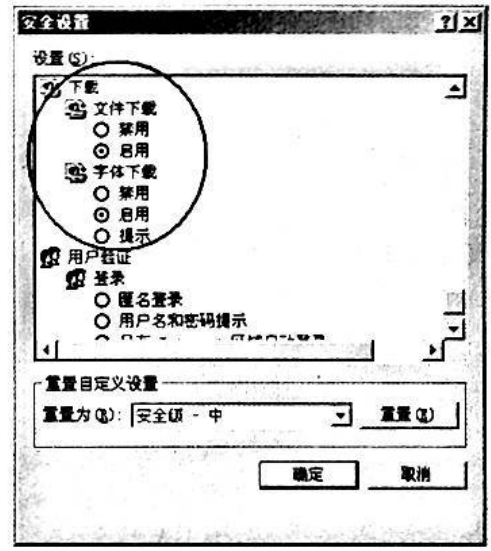 安全设置
设置(S):
下载
文件下载
禁用
启用
字体下载
禁用
启用
提示
用户验证
登录
匿名登录
用户名和密码提示
重置自定义设置
重置为(R): 安全级 - 中 重置(E)
确定 取消